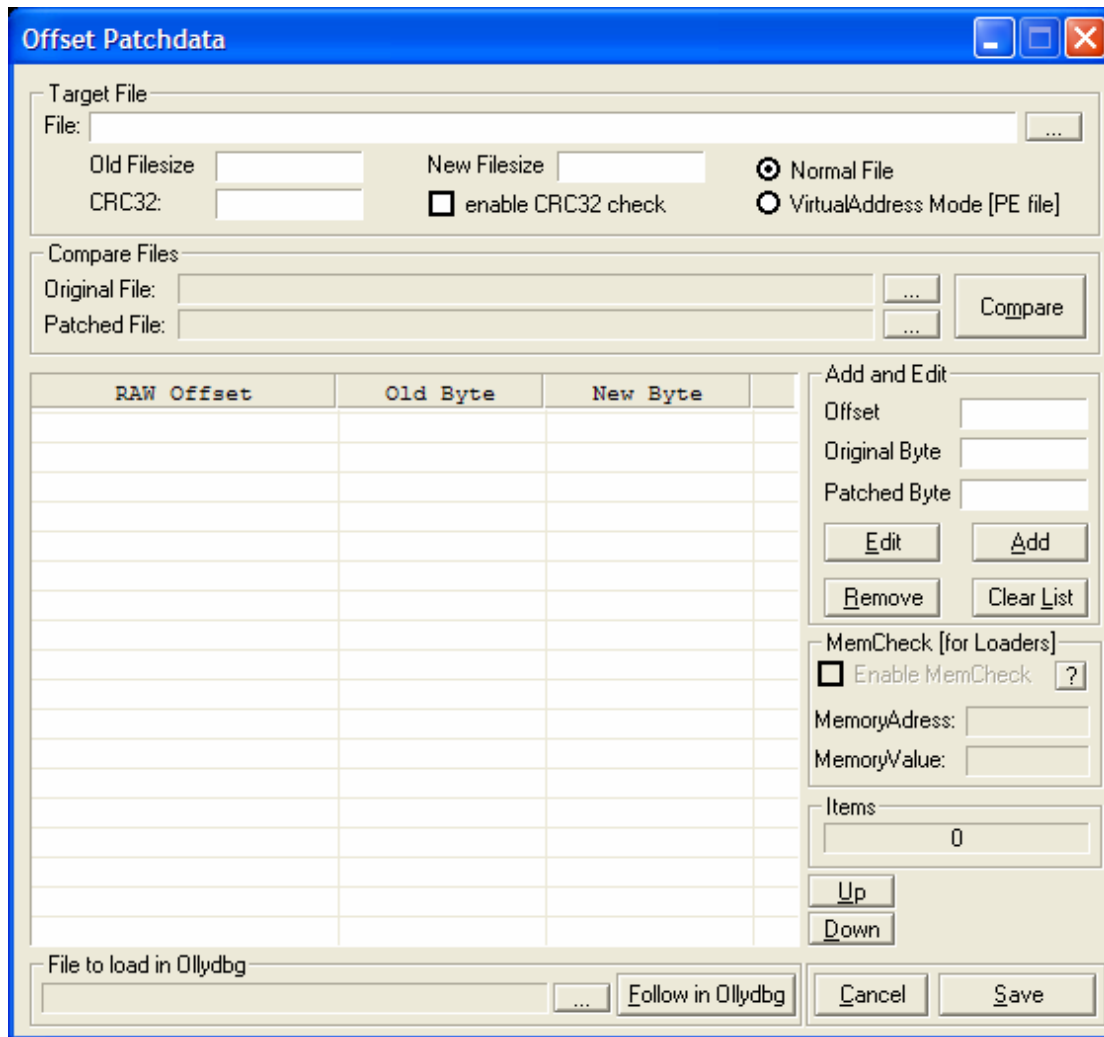 Offset Patchdata
Target File
File: ...
Old Filesize New Filesize Normal File
CRC32: enable CRC32 check VirtualAddress Mode [PE file]
Compare Files
Original File: ...
Patched File: ...
Compare
RAW Offset Old Byte New Byte
Add and Edit
Offset
Original Byte
Patched Byte
Edit Add
Remove Clear List
MemCheck [for Loaders]
Enable MemCheck ?
MemoryAdress:
MemoryValue:
Items
0
Up
Down
File to load in Ollydbg
... Follow in Ollydbg Cancel Save